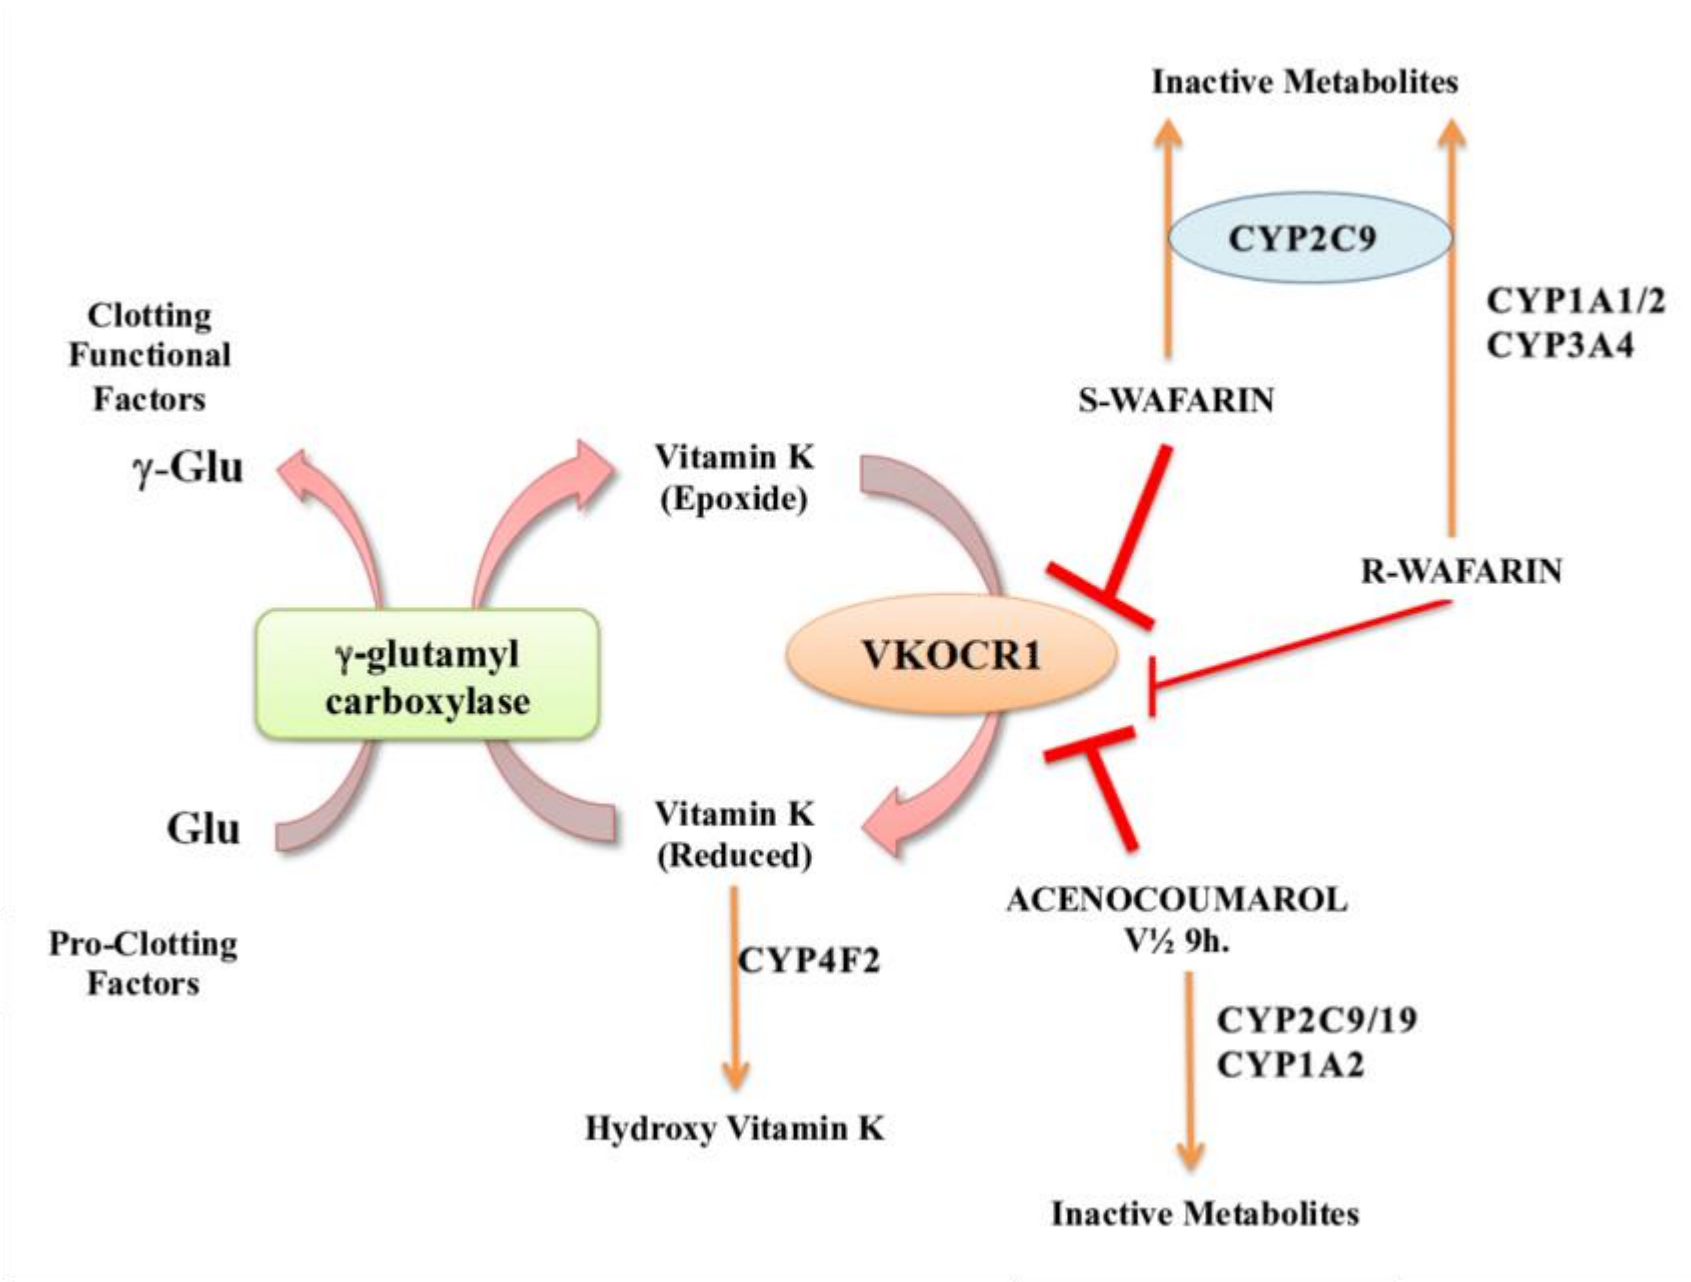 Inactive Metabolites
CYP2C9
CYP1A1/2
CYP3A4
S-WAFARIN
R-WAFARIN
Clotting
Functional
Factors
γ-Glu
Vitamin K
(Epoxide)
γ-glutamyl
carboxylase
VKOCR1
Glu
Vitamin K
(Reduced)
Pro-Clotting
Factors
CYP4F2
Hydroxy Vitamin K
ACENOCOUMAROL
V½ 9h.
CYP2C9/19
CYP1A2
Inactive Metabolites